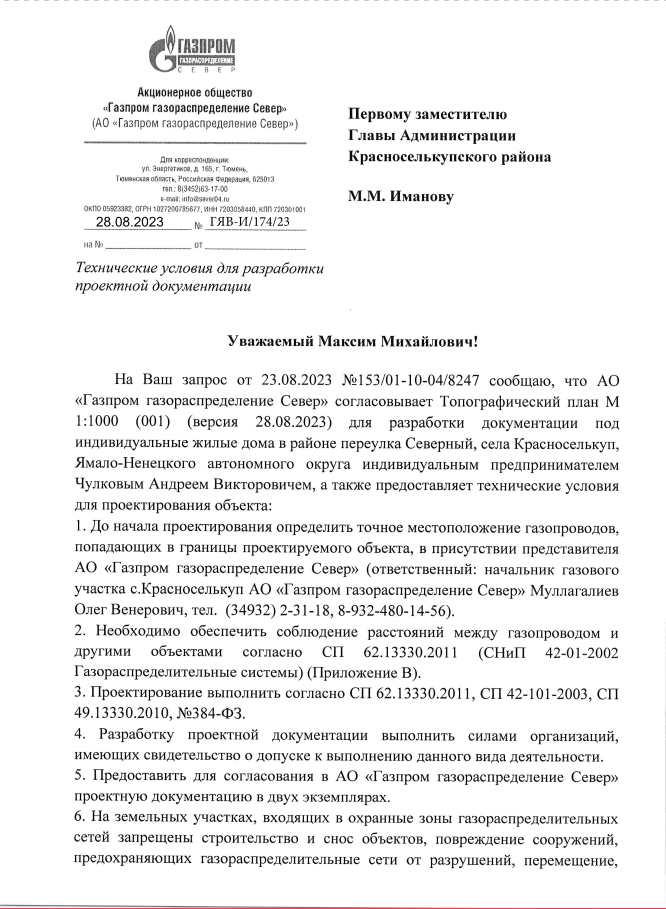 ГАЗПРОМ
ГАЗОРАСПРЕДЕЛЕНИЕ
СЕВЕР
Акционерное общество
«Газпром газораспределение Север»
(АО «Газпром газораспределение Север»)
Для корреспонденции:
ул. Энергетиков, д. 165, г. Тюмень,
Тюменская область, Российская Федерация, 625013
тел.: 8(3452)63-17-00
e-mail: info@sever04.ru
ОКПО 05923382, ОГРН 1027200785677, ИНН 7203058440, КПП 720301001
28.08.2023 № ГЯВ-И/174/23
на № от
Первому заместителю
Главы Администрации
Красноселькупского района
М.М. Иманову
Технические условия для разработки
проектной документации
Уважаемый Максим Михайлович!
На Ваш запрос от 23.08.2023 №153/01-10-04/8247 сообщаю, что АО
«Газпром газораспределение Север» согласовывает Топографический план М
1:1000 (001) (версия 28.08.2023) для разработки документации под
индивидуальные жилые дома в районе переулка Северный, села Красноселькуп,
Ямало-Ненецкого автономного округа индивидуальным предпринимателем
Чулковым Андреем Викторовичем, а также предоставляет технические условия
для проектирования объекта:
1. До начала проектирования определить точное местоположение газопроводов,
попадающих в границы проектируемого объекта, в присутствии представителя
АО «Газпром газораспределение Север» (ответственный: начальник газового
участка с.Красноселькуп АО «Газпром газораспределение Север» Муллагалиев
Олег Венерович, тел. (34932) 2-31-18, 8-932-480-14-56).
2. Необходимо обеспечить соблюдение расстояний между газопроводом и
другими объектами согласно СП 62.13330.2011 (СНиП 42-01-2002
Газораспределительные системы) (Приложение В).
3. Проектирование выполнить согласно СП 62.13330.2011, СП 42-101-2003, СП
49.13330.2010, №384-ФЗ.
4. Разработку проектной документации выполнить силами организаций,
имеющих свидетельство о допуске к выполнению данного вида деятельности.
5. Предоставить для согласования в АО «Газпром газораспределение Север»
проектную документацию в двух экземплярах.
6. На земельных участках, входящих в охранные зоны газораспределительных
сетей запрещены строительство и снос объектов, повреждение сооружений,
предохраняющих газораспределительные сети от разрушений, перемещение,